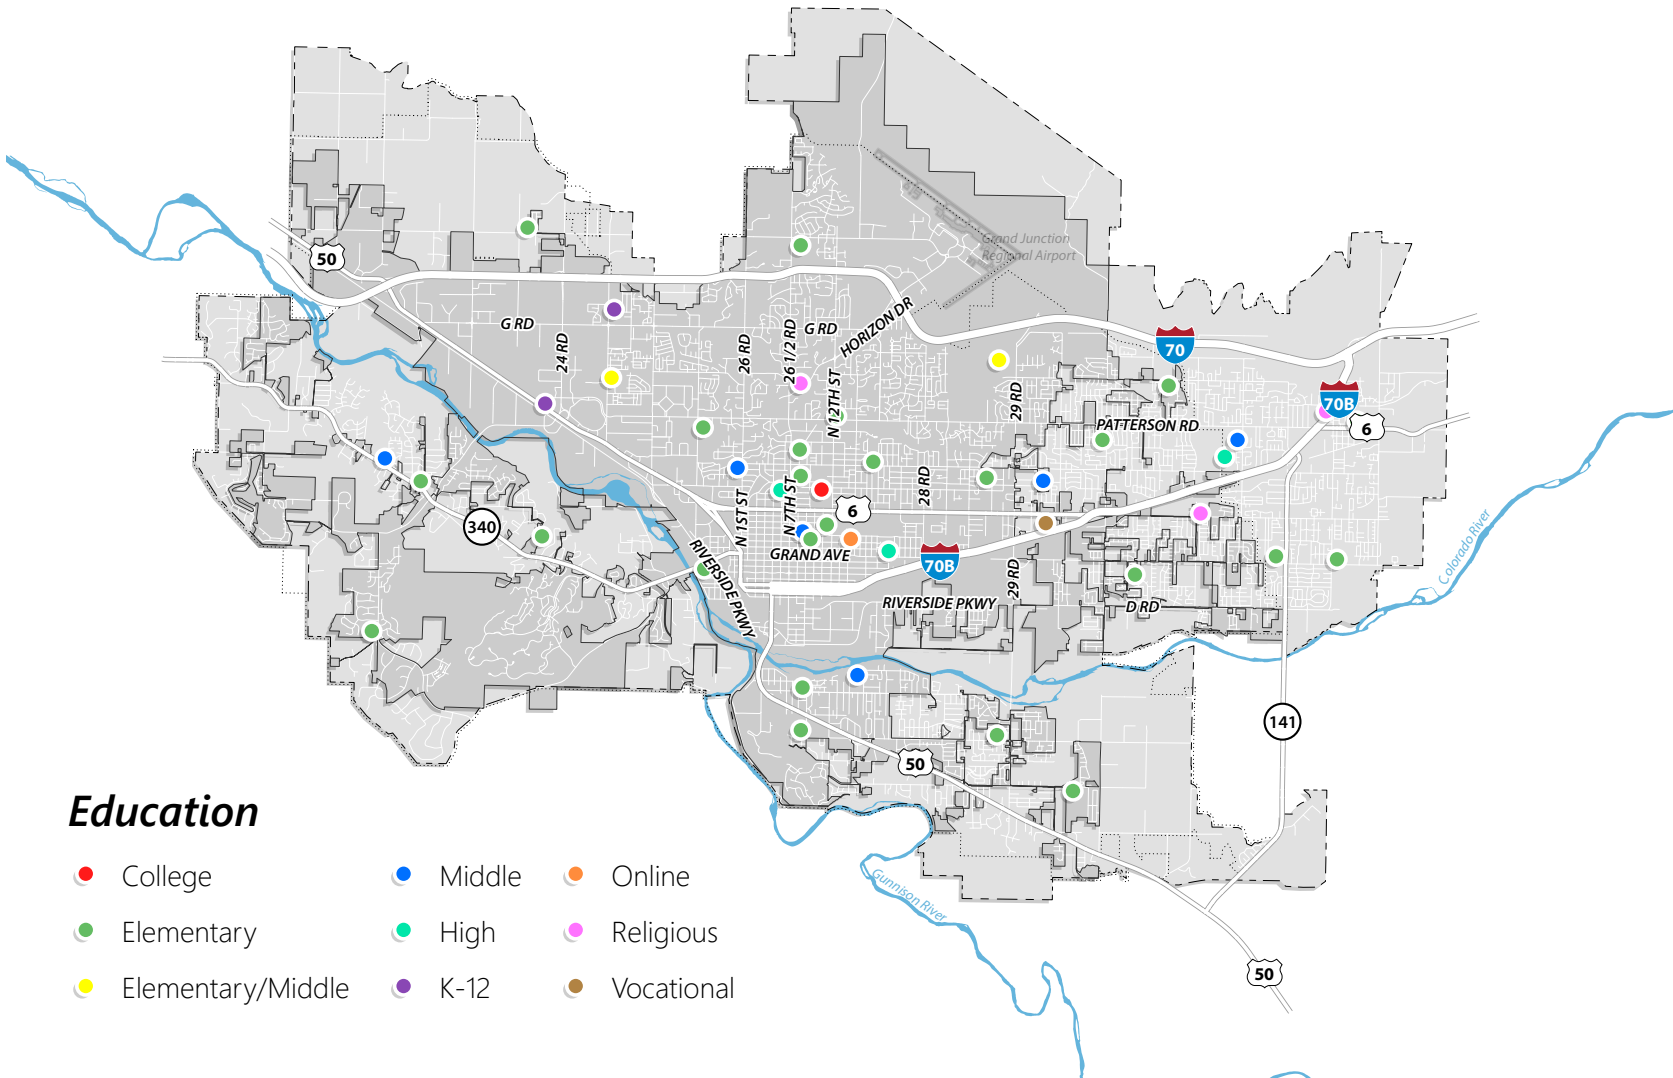 Grand Junction
Regional Airport
50
G RD
24 RD
26 RD
26 1/2 RD
G RD
HORIZON DR
N 12TH ST
29 RD
70
70B
6
PATTERSON RD
28 RD
N 1ST ST
N 7TH ST
6
340
GRAND AVE
70B
RIVERSIDE PKWY
RIVERSIDE PKWY
29 RD
D RD
Colorado River
141
50
Gunnison River
50
Education
College
Middle
Online
Elementary
High
Religious
Elementary/Middle
K-12
Vocational